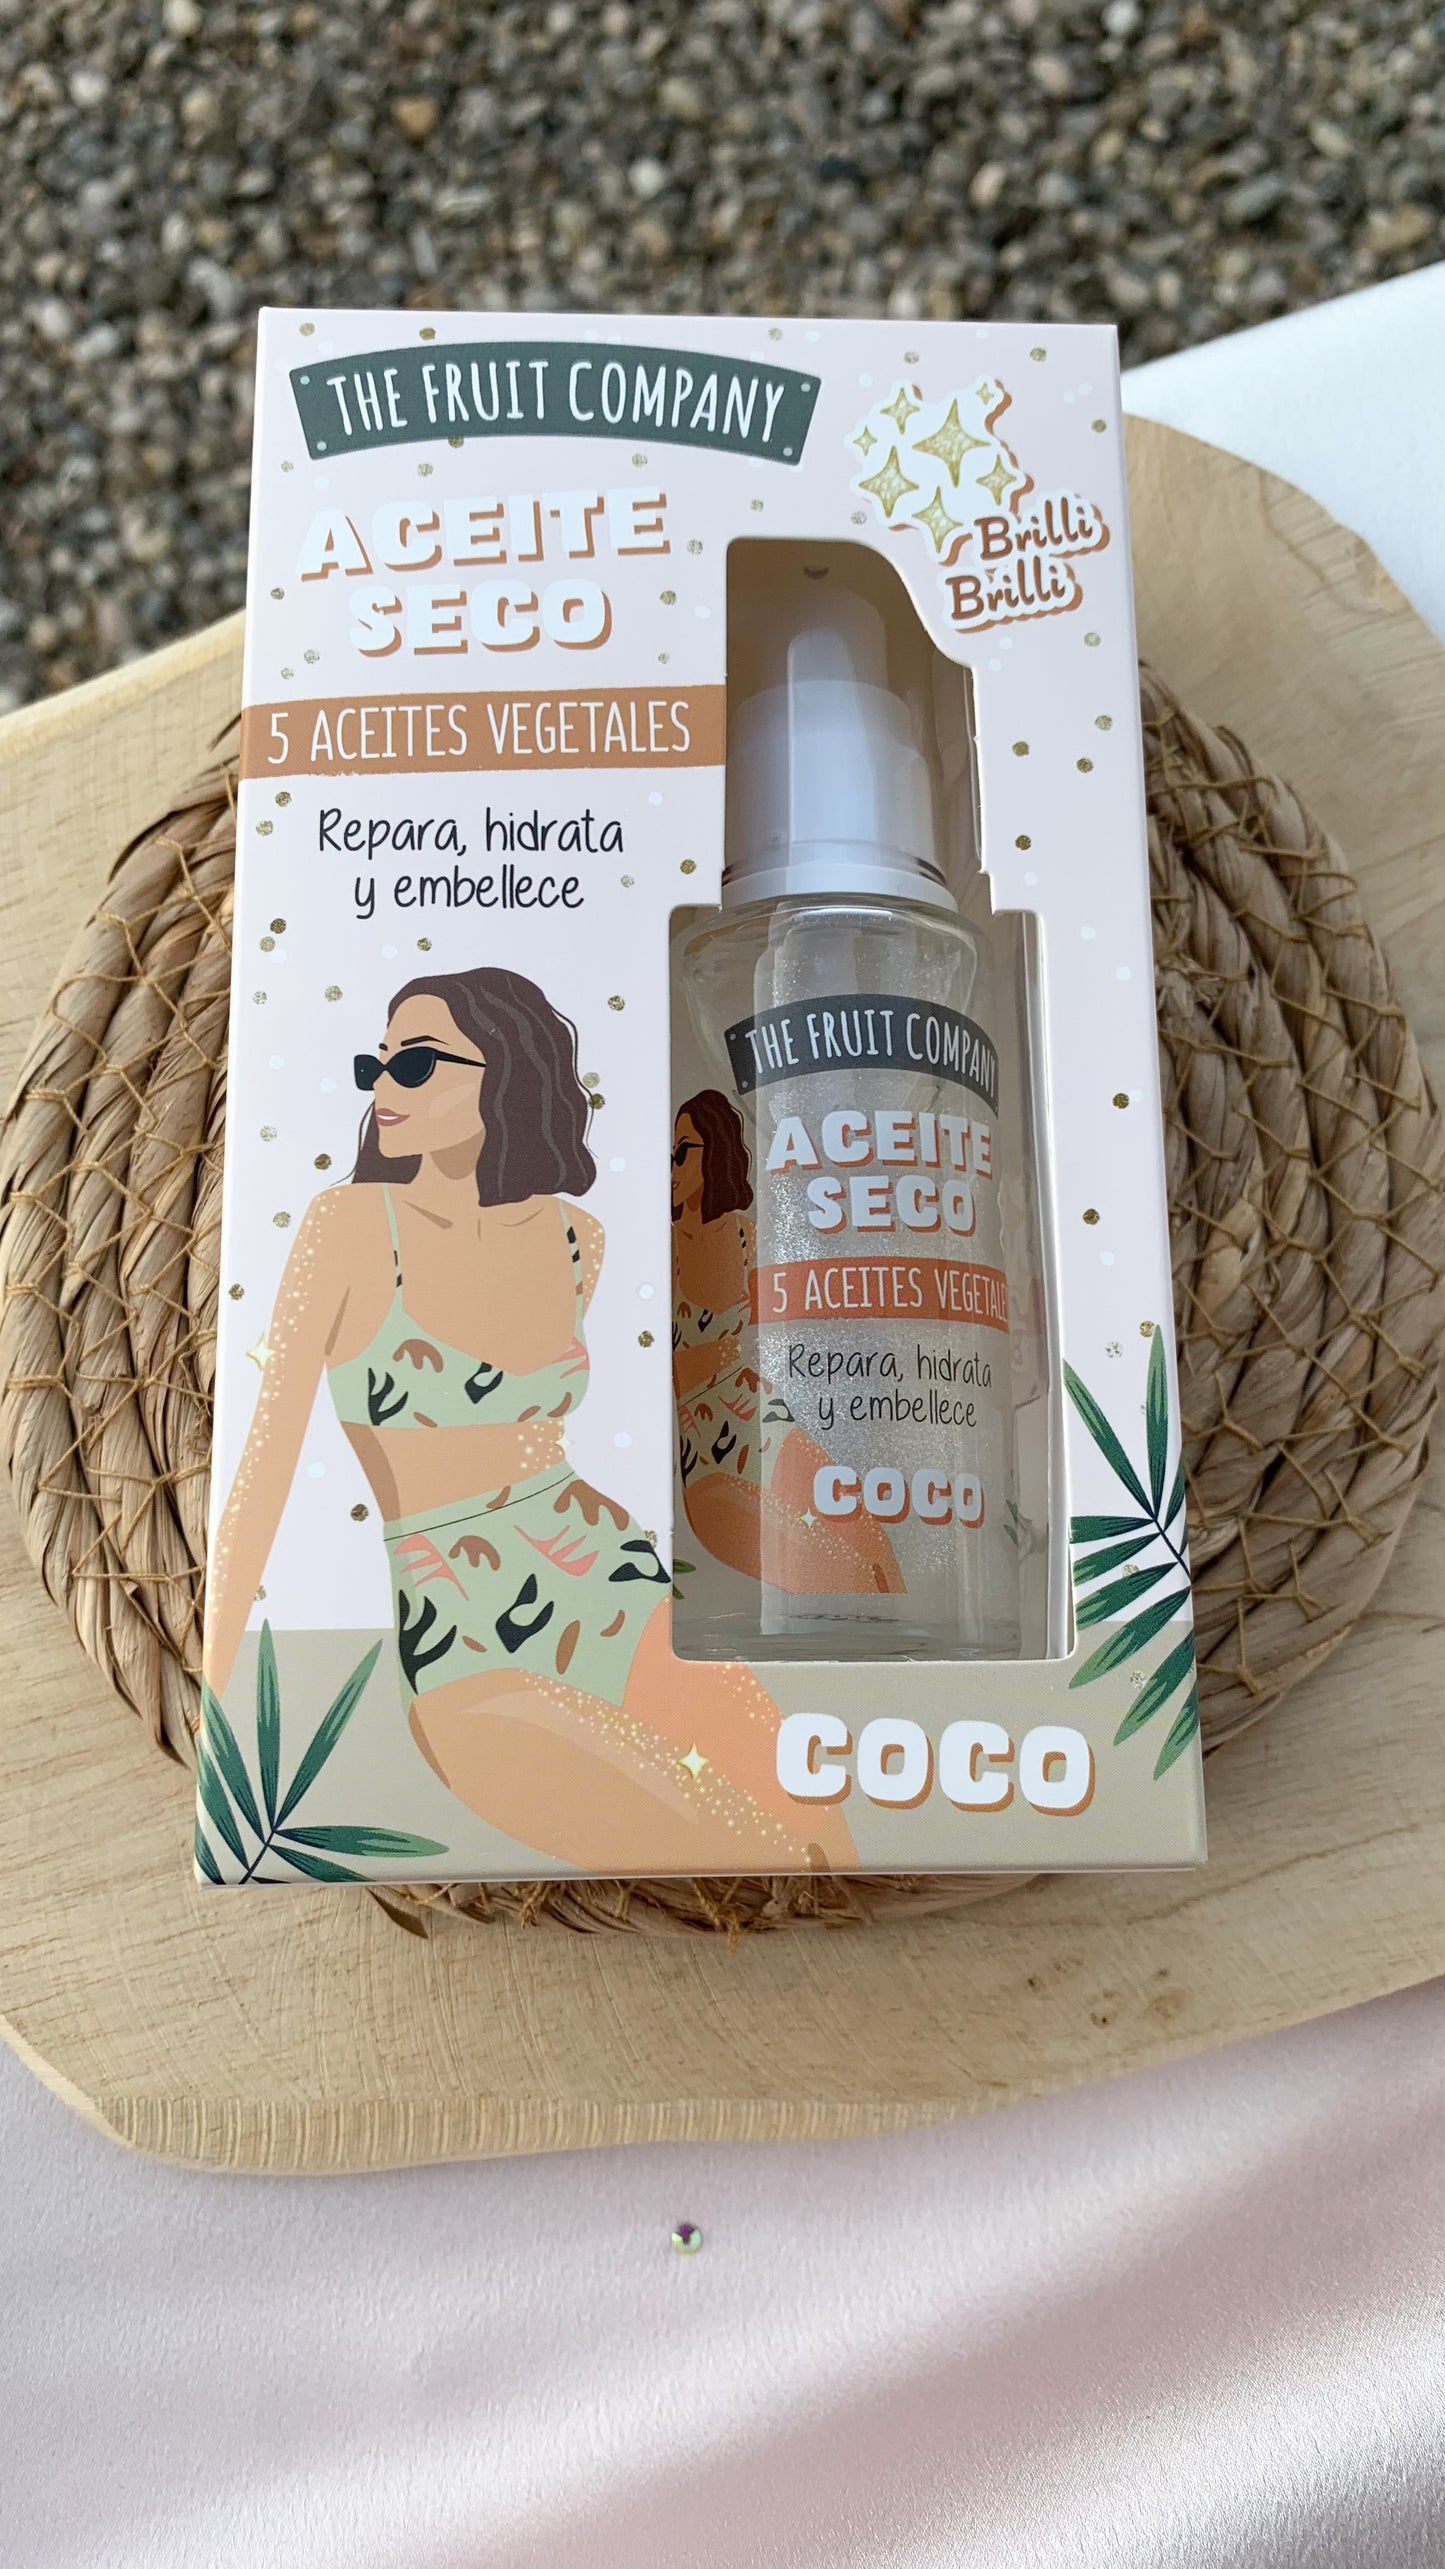 THE FRUIT COMPANY
ACEITE
SECO
Brilli
Brilli
5 ACEITES VEGETALES
Repara, hidrata
y embellece
THE FRUIT COMPANY
ACEITE
SECO
5 ACEITES VEGETALE
Repara, hidrata
y embellece
COCO
COCO